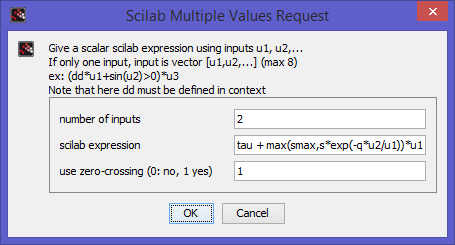 Scilab Multiple Values Request
Give a scalar scilab expression using inputs u1, u2,...
If only one input, input is vector [u1,u2,...] (max 8)
ex: (dd*u1+sin(u2)>0)*u3
Note that here dd must be defined in context
number of inputs 2
scilab expression tau + max(smax,s*exp(-q*u2/u1))*u1
use zero-crossing (0: no, 1 yes) 1
OK Cancel